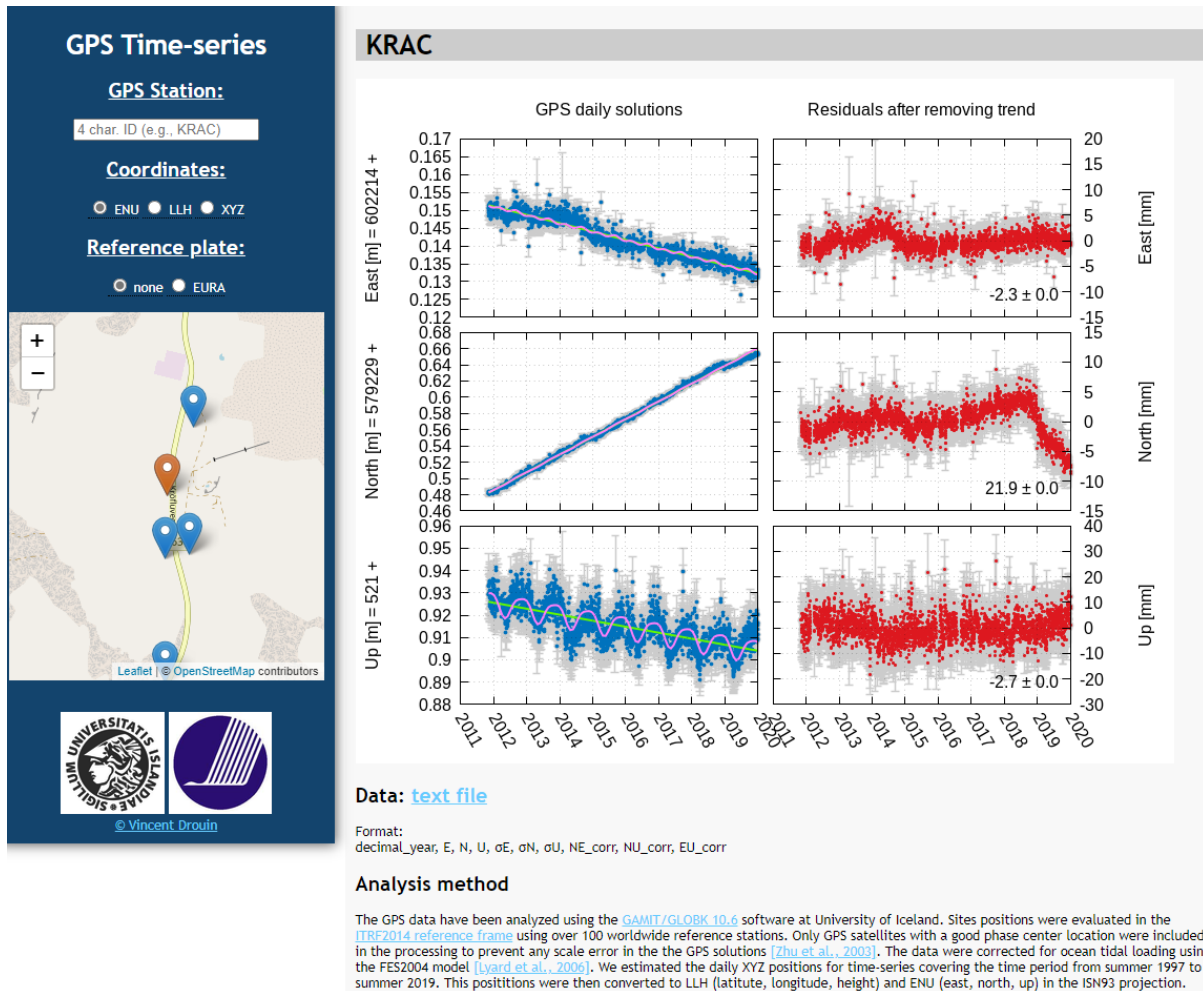 GPS Time-series
GPS Station:
4 char. ID (e.g., KRAC)
Coordinates:
ENU LLH XYZ
Reference plate:
none EURA
+
−
Leaflet | © OpenStreetMap contributors
UNIVERSITATIS ISLANDIAE SIGILLUM
© Vincent Drouin
KRAC
GPS daily solutions
Residuals after removing trend
East [m] = 602214 +
0.17
0.165
0.16
0.155
0.15
0.145
0.14
0.135
0.13
0.125
0.12
20
15
10
5
0
-5
-10
-15
East [mm]
-2.3 ± 0.0
North [m] = 579229 +
0.68
0.66
0.64
0.62
0.6
0.58
0.56
0.54
0.52
0.5
0.48
0.46
15
10
5
0
-5
-10
-15
North [mm]
21.9 ± 0.0
Up [m] = 521 +
0.96
0.95
0.94
0.93
0.92
0.91
0.9
0.89
0.88
40
30
20
10
0
-10
-20
-30
Up [mm]
-2.7 ± 0.0
2011 2012 2013 2014 2015 2016 2017 2018 2019 2020
2011 2012 2013 2014 2015 2016 2017 2018 2019 2020
Data: text file
Format:
decimal_year, E, N, U, σE, σN, σU, NE_corr, NU_corr, EU_corr
Analysis method
The GPS data have been analyzed using the GAMIT/GLOBK 10.6 software at University of Iceland. Sites positions were evaluated in the
ITRF2014 reference frame using over 100 worldwide reference stations. Only GPS satellites with a good phase center location were included
in the processing to prevent any scale error in the the GPS solutions [Zhu et al., 2003]. The data were corrected for ocean tidal loading usin
the FES2004 model [Lyard et al., 2006]. We estimated the daily XYZ positions for time-series covering the time period from summer 1997 to
summer 2019. This posititions were then converted to LLH (latitute, longitude, height) and ENU (east, north, up) in the ISN93 projection.